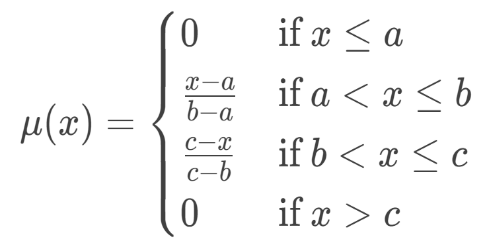 μ(x) = { 0 if x ≤ a
(x−a)/(b−a) if a < x ≤ b
(c−x)/(c−b) if b < x ≤ c
0 if x > c